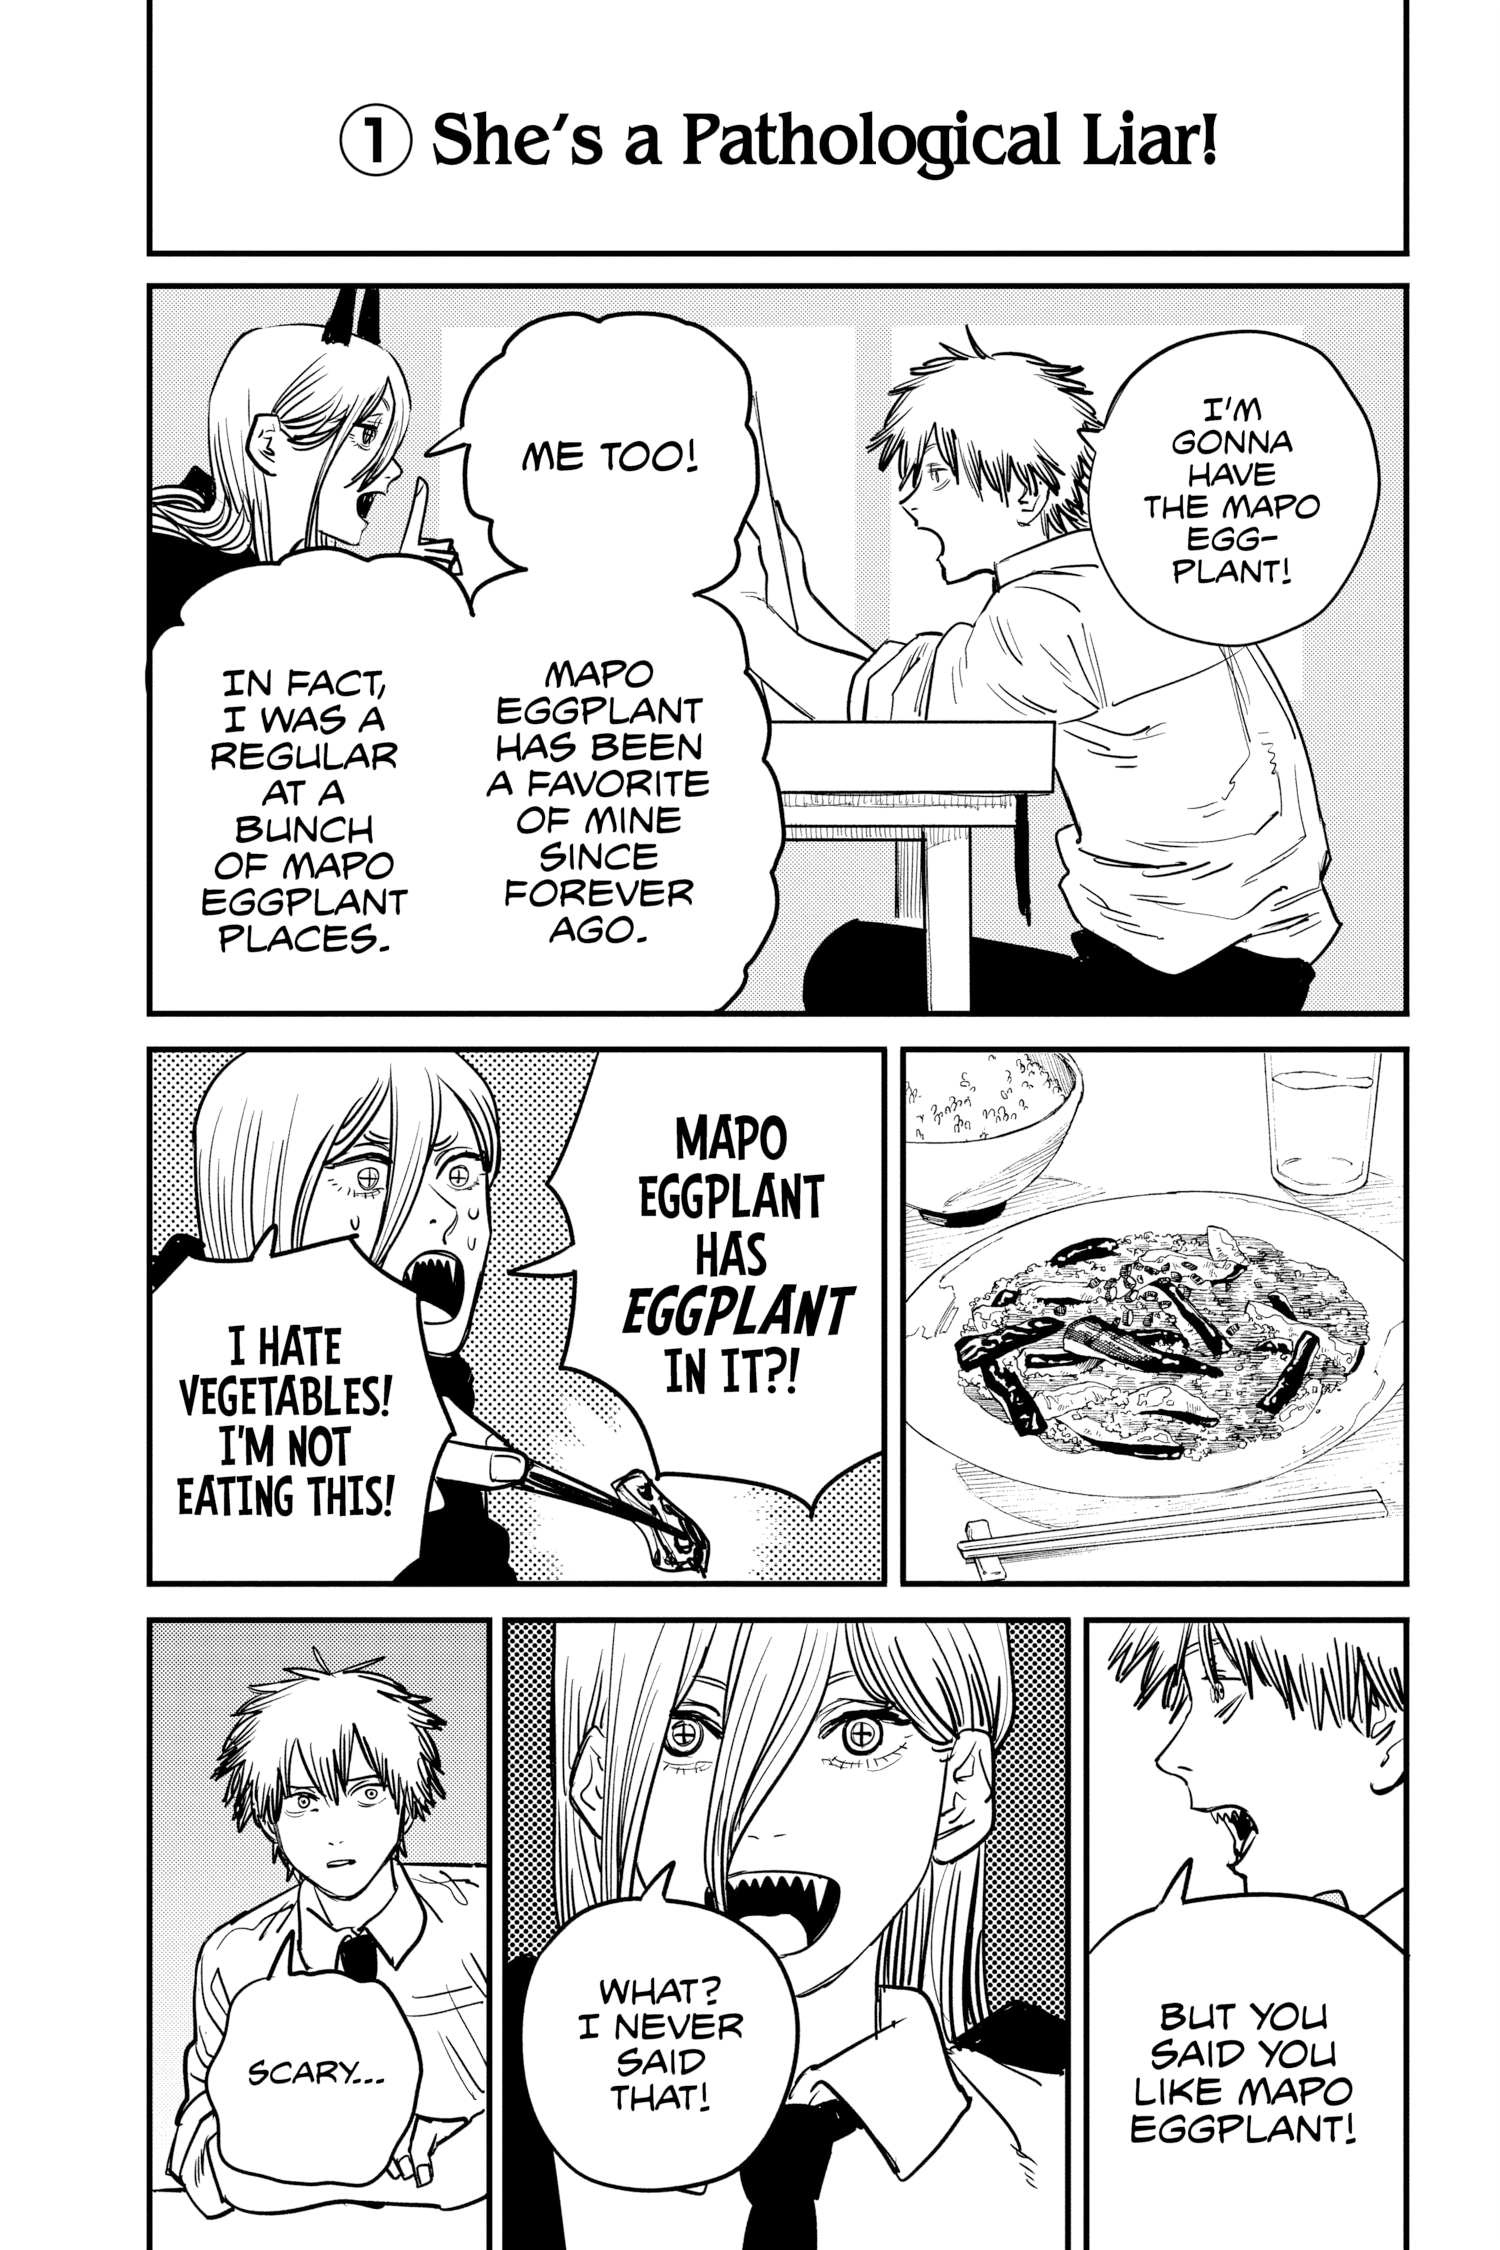 ① She's a Pathological Liar!
I'M
GONNA
HAVE
THE MAPO
EGG-
PLANT!
ME TOO!
MAPO
EGGPLANT
HAS BEEN
A FAVORITE
OF MINE
SINCE
FOREVER
AGO.
IN FACT,
I WAS A
REGULAR
AT A
BUNCH
OF MAPO
EGGPLANT
PLACES.
MAPO
EGGPLANT
HAS
EGGPLANT
IN IT?!
I HATE
VEGETABLES!
I'M NOT
EATING THIS!
BUT YOU
SAID YOU
LIKE MAPO
EGGPLANT!
WHAT?
I NEVER
SAID
THAT!
SCARY...